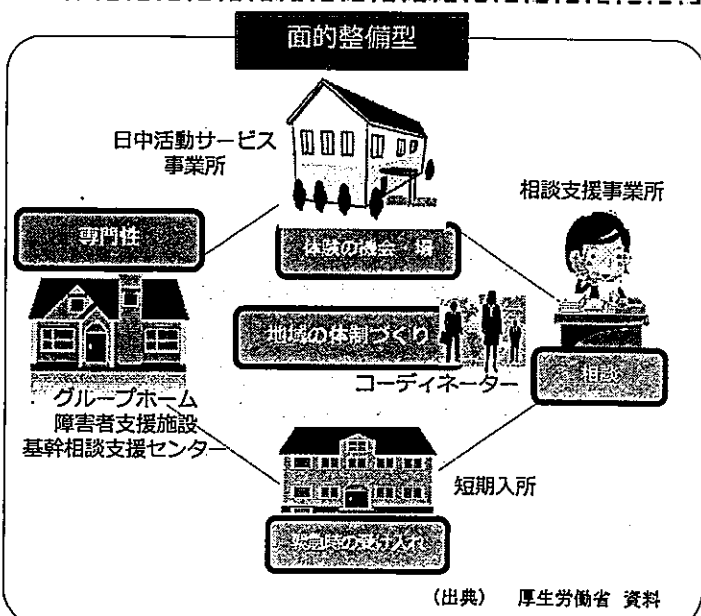 面的整備型
日中活動サービス
事業所
相談支援事業所
専門性
体験の機会・場
地域の体制づくり
コーディネーター
相談
グループホーム
障害者支援施設
基幹相談支援センター
短期入所
緊急時の受け入れ
(出典) 厚生労働省 資料